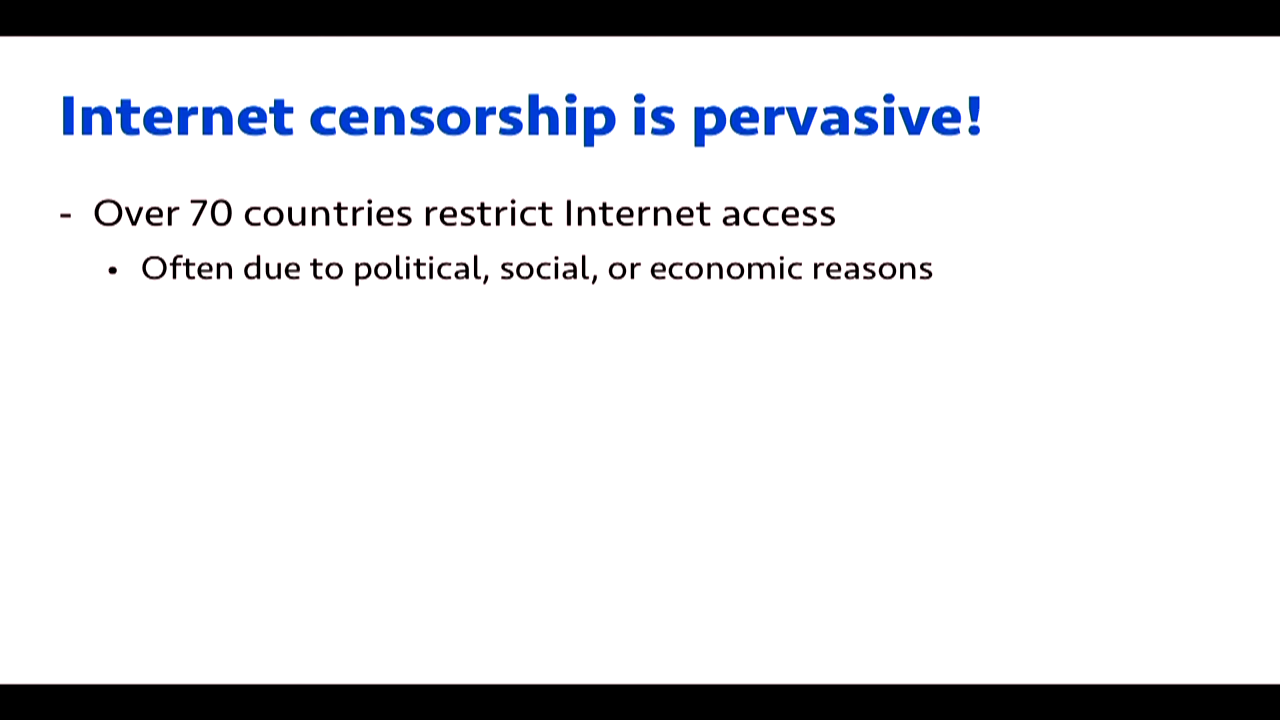 Internet censorship is pervasive!
- Over 70 countries restrict Internet access
• Often due to political, social, or economic reasons